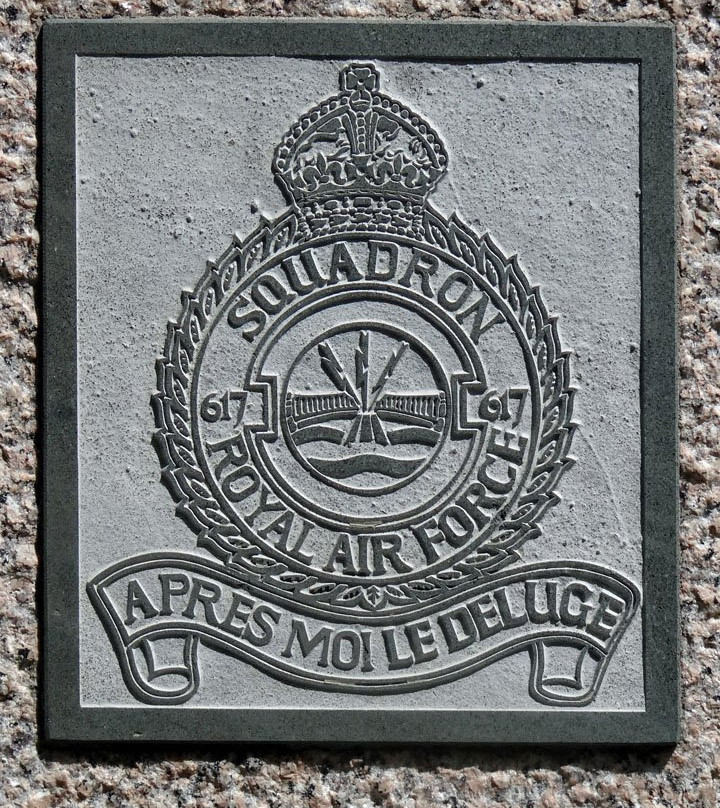 SQUADRON
617 617
ROYAL AIR FORCE
APRES MOI LE DELUGE